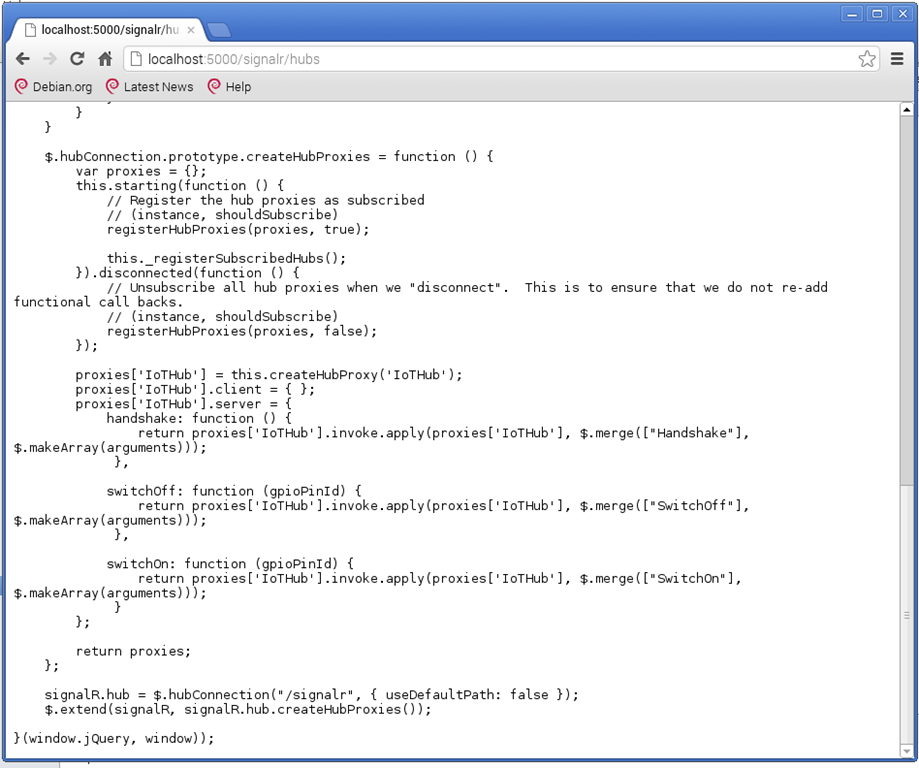 localhost:5000/signalr/hu
localhost:5000/signalr/hubs
Debian.org Latest News Help
        }
    }

    $.hubConnection.prototype.createHubProxies = function () {
        var proxies = {};
        this.starting(function () {
            // Register the hub proxies as subscribed
            // (instance, shouldSubscribe)
            registerHubProxies(proxies, true);

            this._registerSubscribedHubs();
        }).disconnected(function () {
            // Unsubscribe all hub proxies when we "disconnect".  This is to ensure that we do not re-add
functional call backs.
            // (instance, shouldSubscribe)
            registerHubProxies(proxies, false);
        });

        proxies['IoTHub'] = this.createHubProxy('IoTHub');
        proxies['IoTHub'].client = { };
        proxies['IoTHub'].server = {
            handshake: function () {
                return proxies['IoTHub'].invoke.apply(proxies['IoTHub'], $.merge(["Handshake"],
$.makeArray(arguments)));
             },

            switchOff: function (gpioPinId) {
                return proxies['IoTHub'].invoke.apply(proxies['IoTHub'], $.merge(["SwitchOff"],
$.makeArray(arguments)));
             },

            switchOn: function (gpioPinId) {
                return proxies['IoTHub'].invoke.apply(proxies['IoTHub'], $.merge(["SwitchOn"],
$.makeArray(arguments)));
             }
        };

        return proxies;
    };

    signalR.hub = $.hubConnection("/signalr", { useDefaultPath: false });
    $.extend(signalR, signalR.hub.createHubProxies());

}(window.jQuery, window));